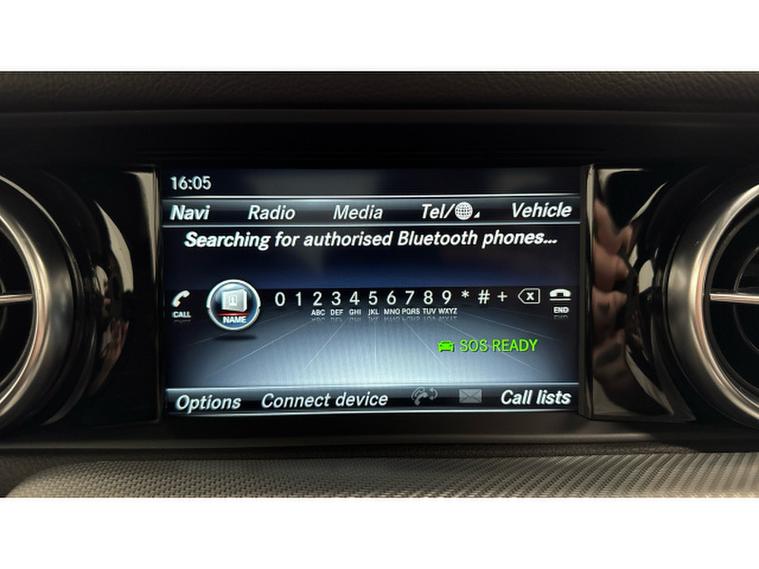 16:05
Navi Radio Media Tel/ Vehicle
Searching for authorised Bluetooth phones...
0 1 2 3 4 5 6 7 8 9 * # +
ABC DEF GHI JKL MNO PQRS TUV WXYZ
CALL NAME END
SOS READY
Options Connect device Call lists